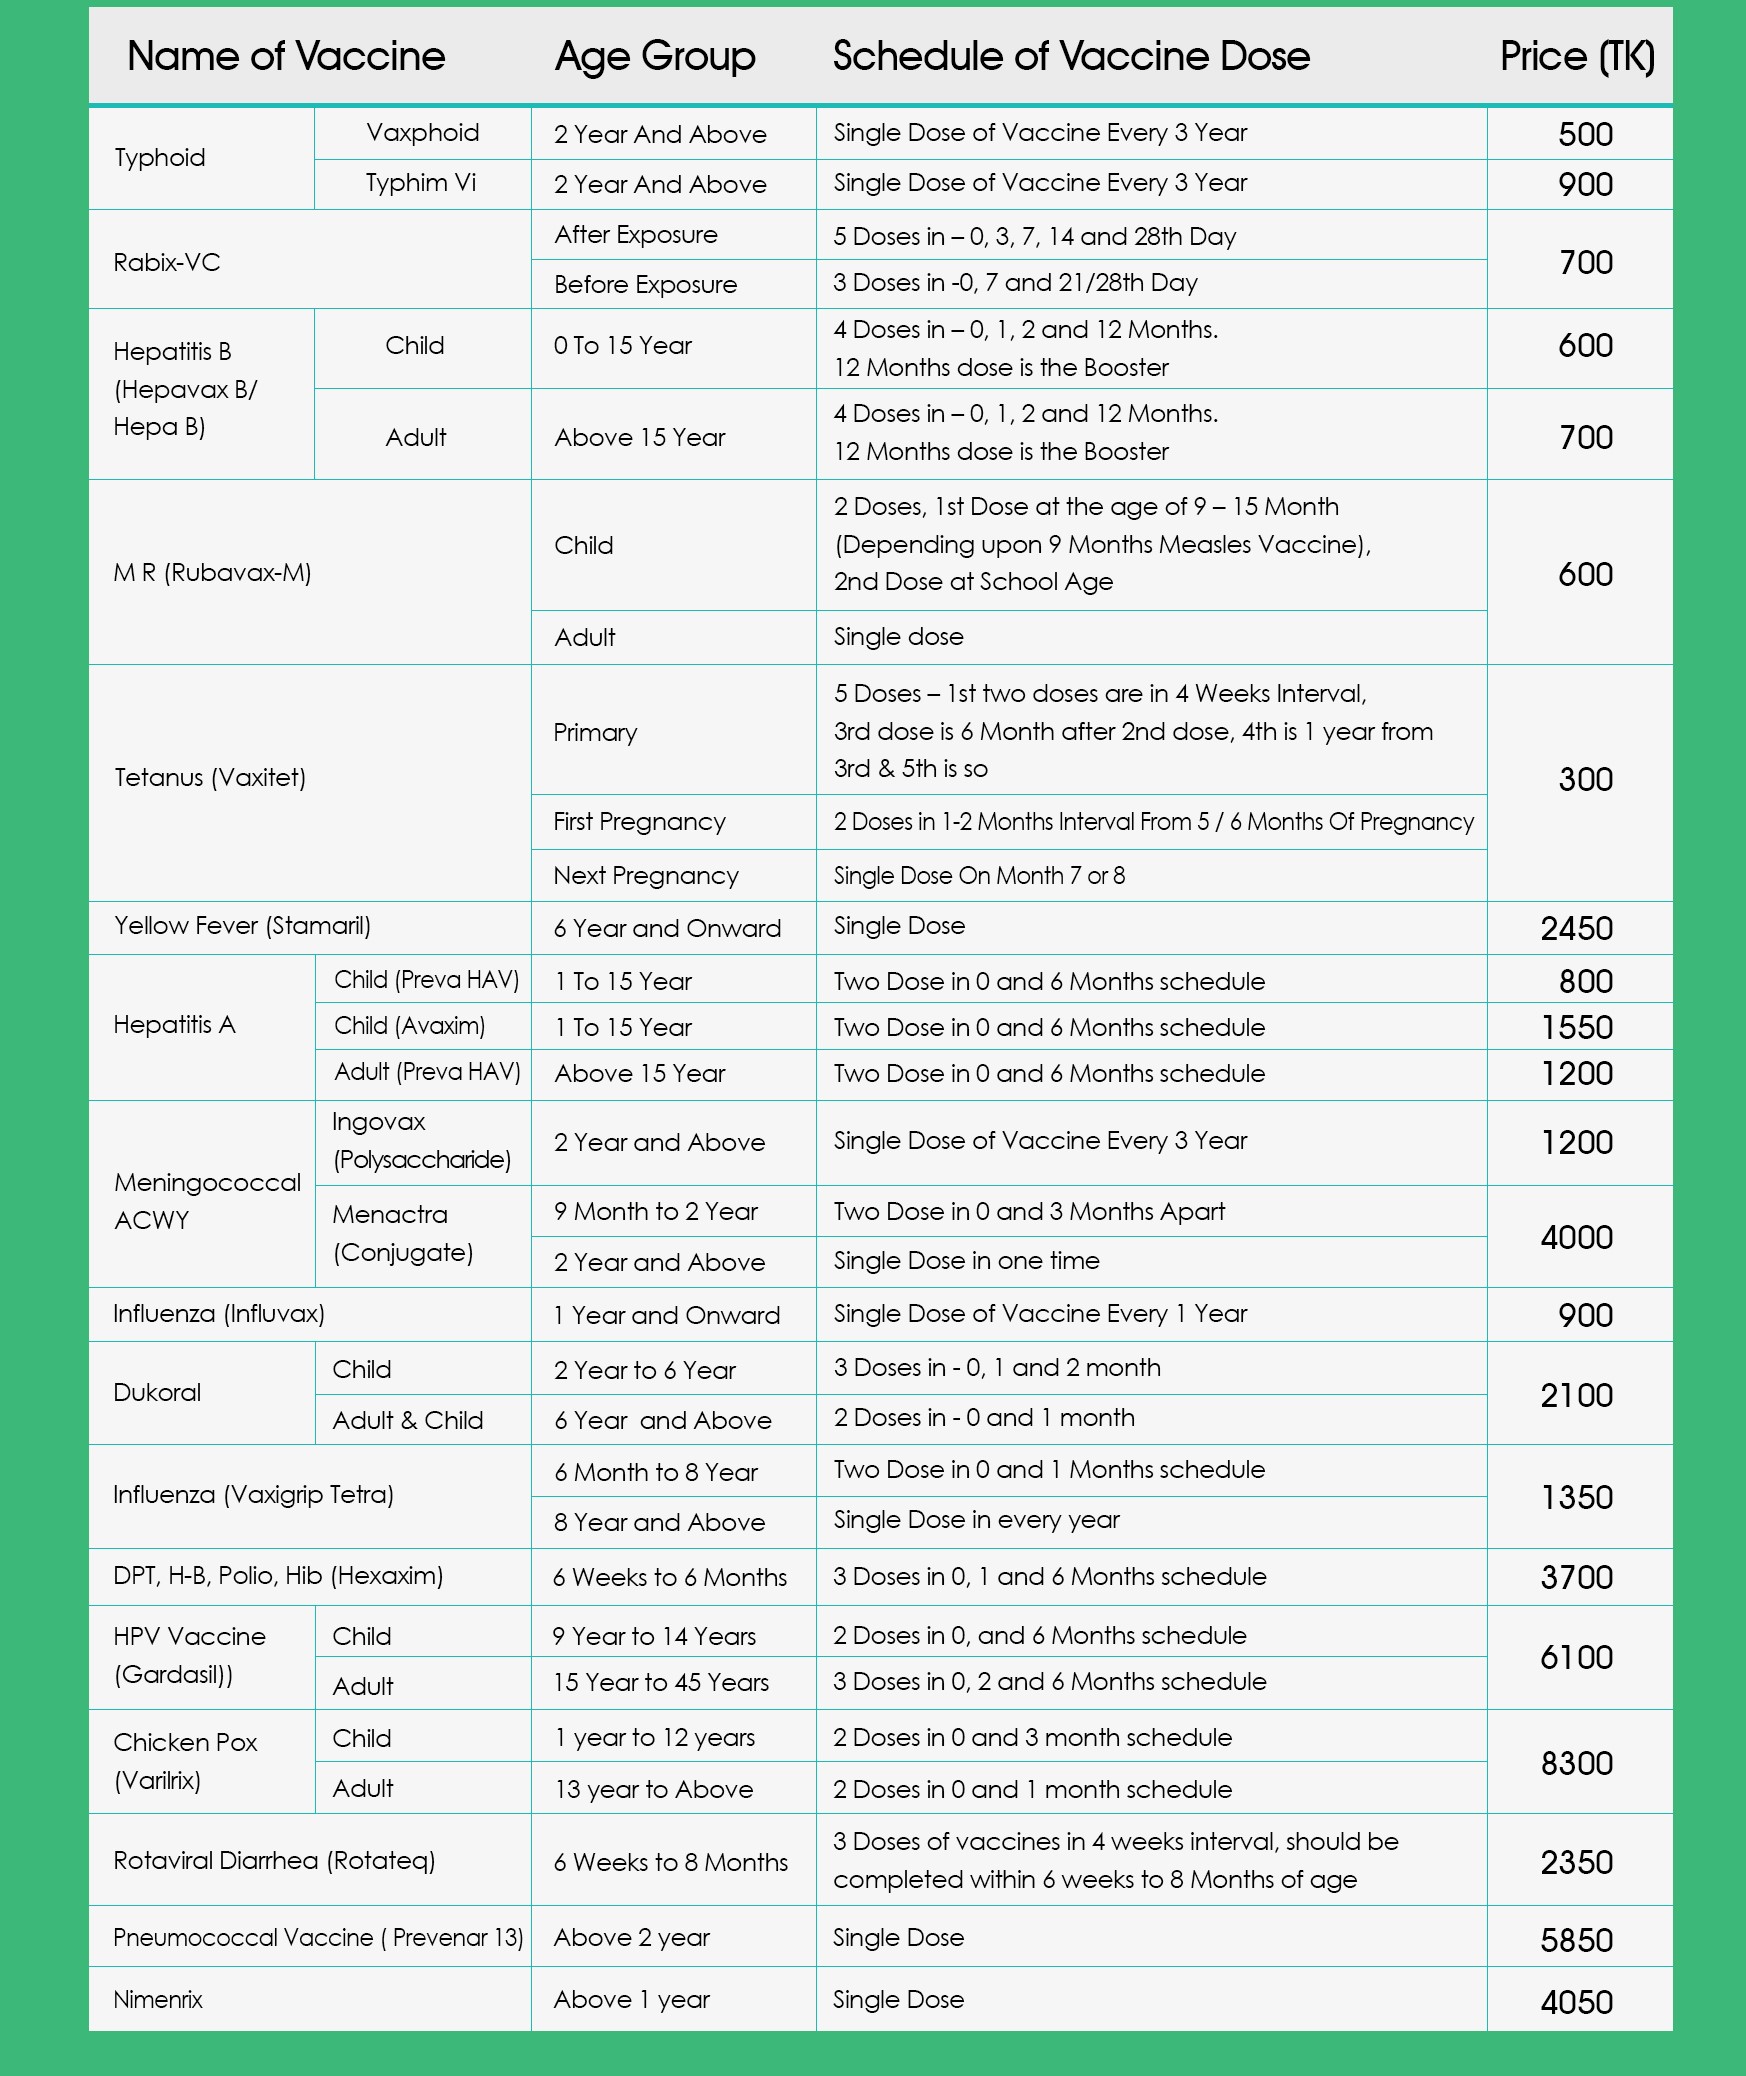 Name of Vaccine Age Group Schedule of Vaccine Dose Price (TK)
Typhoid
Vaxphoid 2 Year And Above Single Dose of Vaccine Every 3 Year 500
Typhim Vi 2 Year And Above Single Dose of Vaccine Every 3 Year 900
Rabix-VC
After Exposure 5 Doses in – 0, 3, 7, 14 and 28th Day
700
Before Exposure 3 Doses in -0, 7 and 21/28th Day
Hepatitis B
(Hepavax B/
Hepa B)
Child 0 To 15 Year
4 Doses in – 0, 1, 2 and 12 Months.
12 Months dose is the Booster
600
Adult Above 15 Year
4 Doses in – 0, 1, 2 and 12 Months.
12 Months dose is the Booster
700
M R (Rubavax-M)
Child
2 Doses, 1st Dose at the age of 9 – 15 Month
(Depending upon 9 Months Measles Vaccine),
2nd Dose at School Age
600
Adult Single dose
Tetanus (Vaxitet)
Primary
5 Doses – 1st two doses are in 4 Weeks Interval,
3rd dose is 6 Month after 2nd dose, 4th is 1 year from
3rd & 5th is so
300
First Pregnancy 2 Doses in 1-2 Months Interval From 5 / 6 Months Of Pregnancy
Next Pregnancy Single Dose On Month 7 or 8
Yellow Fever (Stamaril) 6 Year and Onward Single Dose 2450
Hepatitis A
Child (Preva HAV) 1 To 15 Year Two Dose in 0 and 6 Months schedule 800
Child (Avaxim) 1 To 15 Year Two Dose in 0 and 6 Months schedule 1550
Adult (Preva HAV) Above 15 Year Two Dose in 0 and 6 Months schedule 1200
Meningococcal
ACWY
Ingovax
(Polysaccharide)
2 Year and Above Single Dose of Vaccine Every 3 Year 1200
Menactra
(Conjugate)
9 Month to 2 Year Two Dose in 0 and 3 Months Apart
4000
2 Year and Above Single Dose in one time
Influenza (Influvax) 1 Year and Onward Single Dose of Vaccine Every 1 Year 900
Dukoral
Child 2 Year to 6 Year 3 Doses in - 0, 1 and 2 month
2100
Adult & Child 6 Year and Above 2 Doses in - 0 and 1 month
Influenza (Vaxigrip Tetra)
6 Month to 8 Year Two Dose in 0 and 1 Months schedule
1350
8 Year and Above Single Dose in every year
DPT, H-B, Polio, Hib (Hexaxim) 6 Weeks to 6 Months 3 Doses in 0, 1 and 6 Months schedule 3700
HPV Vaccine
(Gardasil))
Child 9 Year to 14 Years 2 Doses in 0, and 6 Months schedule
6100
Adult 15 Year to 45 Years 3 Doses in 0, 2 and 6 Months schedule
Chicken Pox
(Varilrix)
Child 1 year to 12 years 2 Doses in 0 and 3 month schedule
8300
Adult 13 year to Above 2 Doses in 0 and 1 month schedule
Rotaviral Diarrhea (Rotateq) 6 Weeks to 8 Months
3 Doses of vaccines in 4 weeks interval, should be
completed within 6 weeks to 8 Months of age
2350
Pneumococcal Vaccine ( Prevenar 13) Above 2 year Single Dose 5850
Nimenrix Above 1 year Single Dose 4050